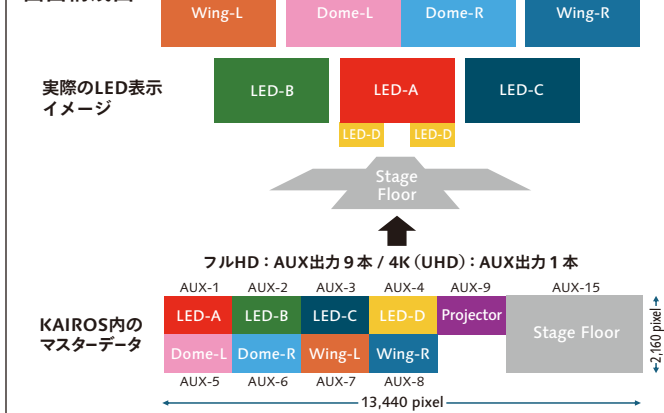 Wing-L Dome-L Dome-R Wing-R
実際のLED表示
イメージ
LED-B LED-A LED-C
LED-D LED-D
Stage
Floor
フルHD：AUX出力9本 / 4K（UHD）：AUX出力1本
AUX-1 AUX-2 AUX-3 AUX-4 AUX-9 AUX-15
KAIROS内の
マスターデータ
LED-A LED-B LED-C LED-D Projector
Stage Floor
Dome-L Dome-R Wing-L Wing-R
2,160 pixel
AUX-5 AUX-6 AUX-7 AUX-8
13,440 pixel